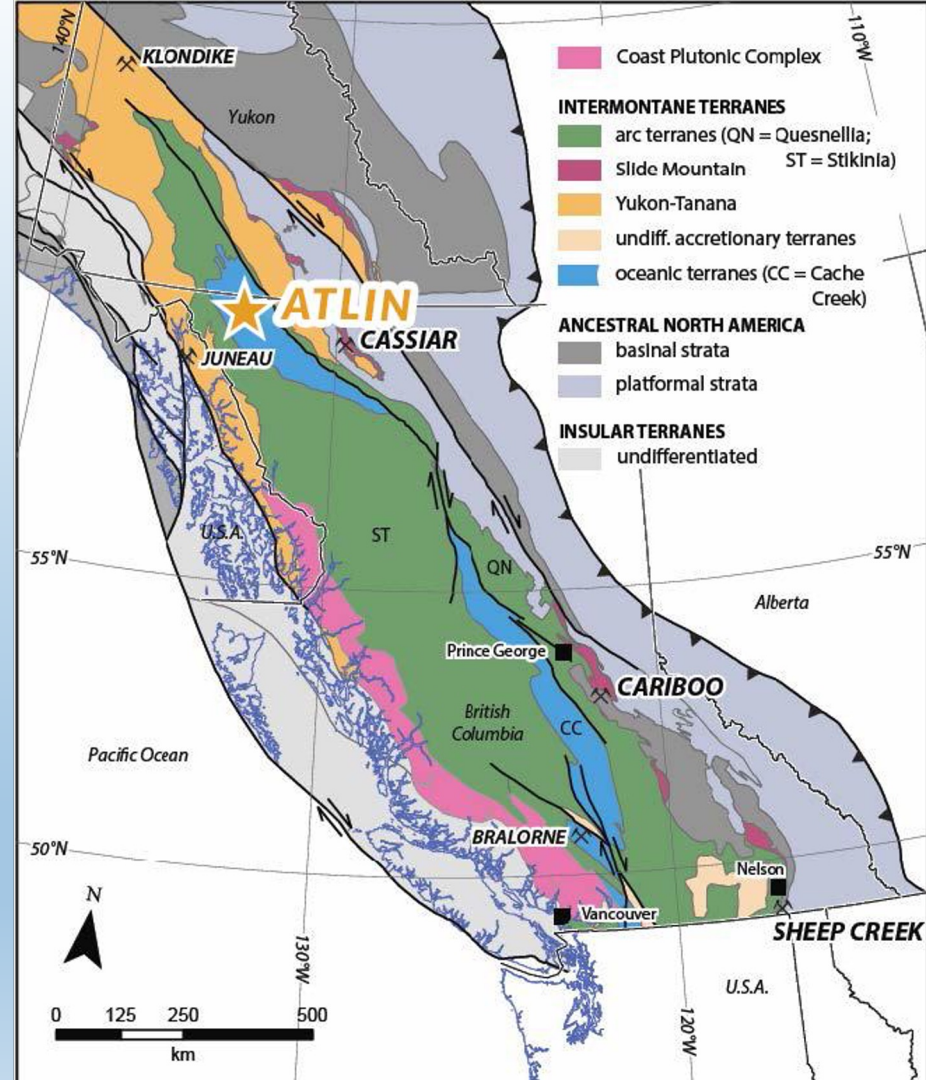 140°N
110°W
KLONDIKE
Yukon
Coast Plutonic Complex
INTERMONTANE TERRANES
arc terranes (QN = Quesnellia;
ST = Stikinia)
Slide Mountain
Yukon-Tanana
undiff. accretionary terranes
oceanic terranes (CC = Cache
Creek)
ANCESTRAL NORTH AMERICA
basinal strata
platformal strata
INSULAR TERRANES
undifferentiated
ATLIN
CASSIAR
JUNEAU
U.S.A.
ST
QN
55°N
55°N
Alberta
Prince George
CARIBOO
British
Columbia
CC
Pacific Ocean
BRALORNE
50°N
Nelson
Vancouver
SHEEP CREEK
N
130°W
120°W
U.S.A.
0 125 250 500
km